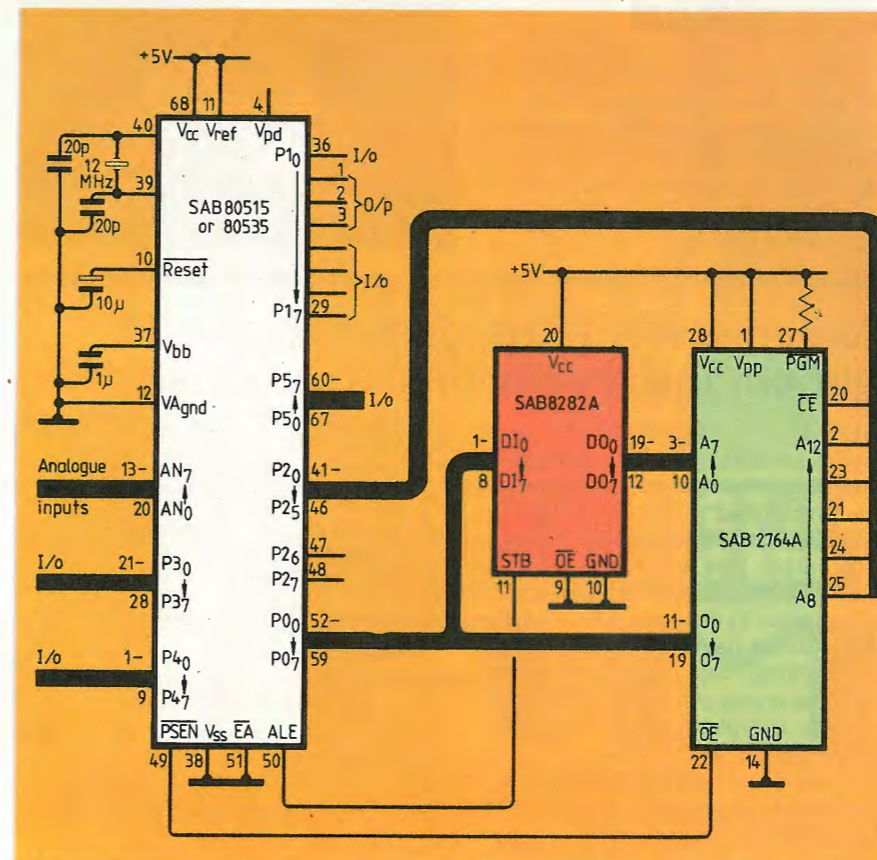 +5V
68 11 4
40 Vcc Vref Vpd
20p 12 MHz
39
20p
SAB80515
or 80535
P1₀ 36 I/o
1
2
3
O/p
I/o
P1₇ 29
10 Reset
10µ
37 Vbb
1µ
12 VAgnd
P5₇ 60-
I/o
P5₀ 67
Analogue
inputs
13- AN₇
20 AN₀
P2₀ 41-
P2₅ 46
P2₆ 47
P2₇ 48
I/o
21- P3₀
28 P3₇
P0₀ 52-
P0₇ 59
I/o
1- P4₀
9 P4₇
PSEN Vss EA ALE
49 38 51 50
+5V
20
Vcc
SAB8282A
1- DI₀ DO₀ 19-
8 DI₇ DO₇ 12
STB OE GND
11 9 10
28 1 27
Vcc Vpp PGM
CE 20
3- A₇ A₁₂ 2
10 A₀ 23
21
SAB 2764A
24
A₈ 25
11- O₀
19 O₇
OE GND
22 14